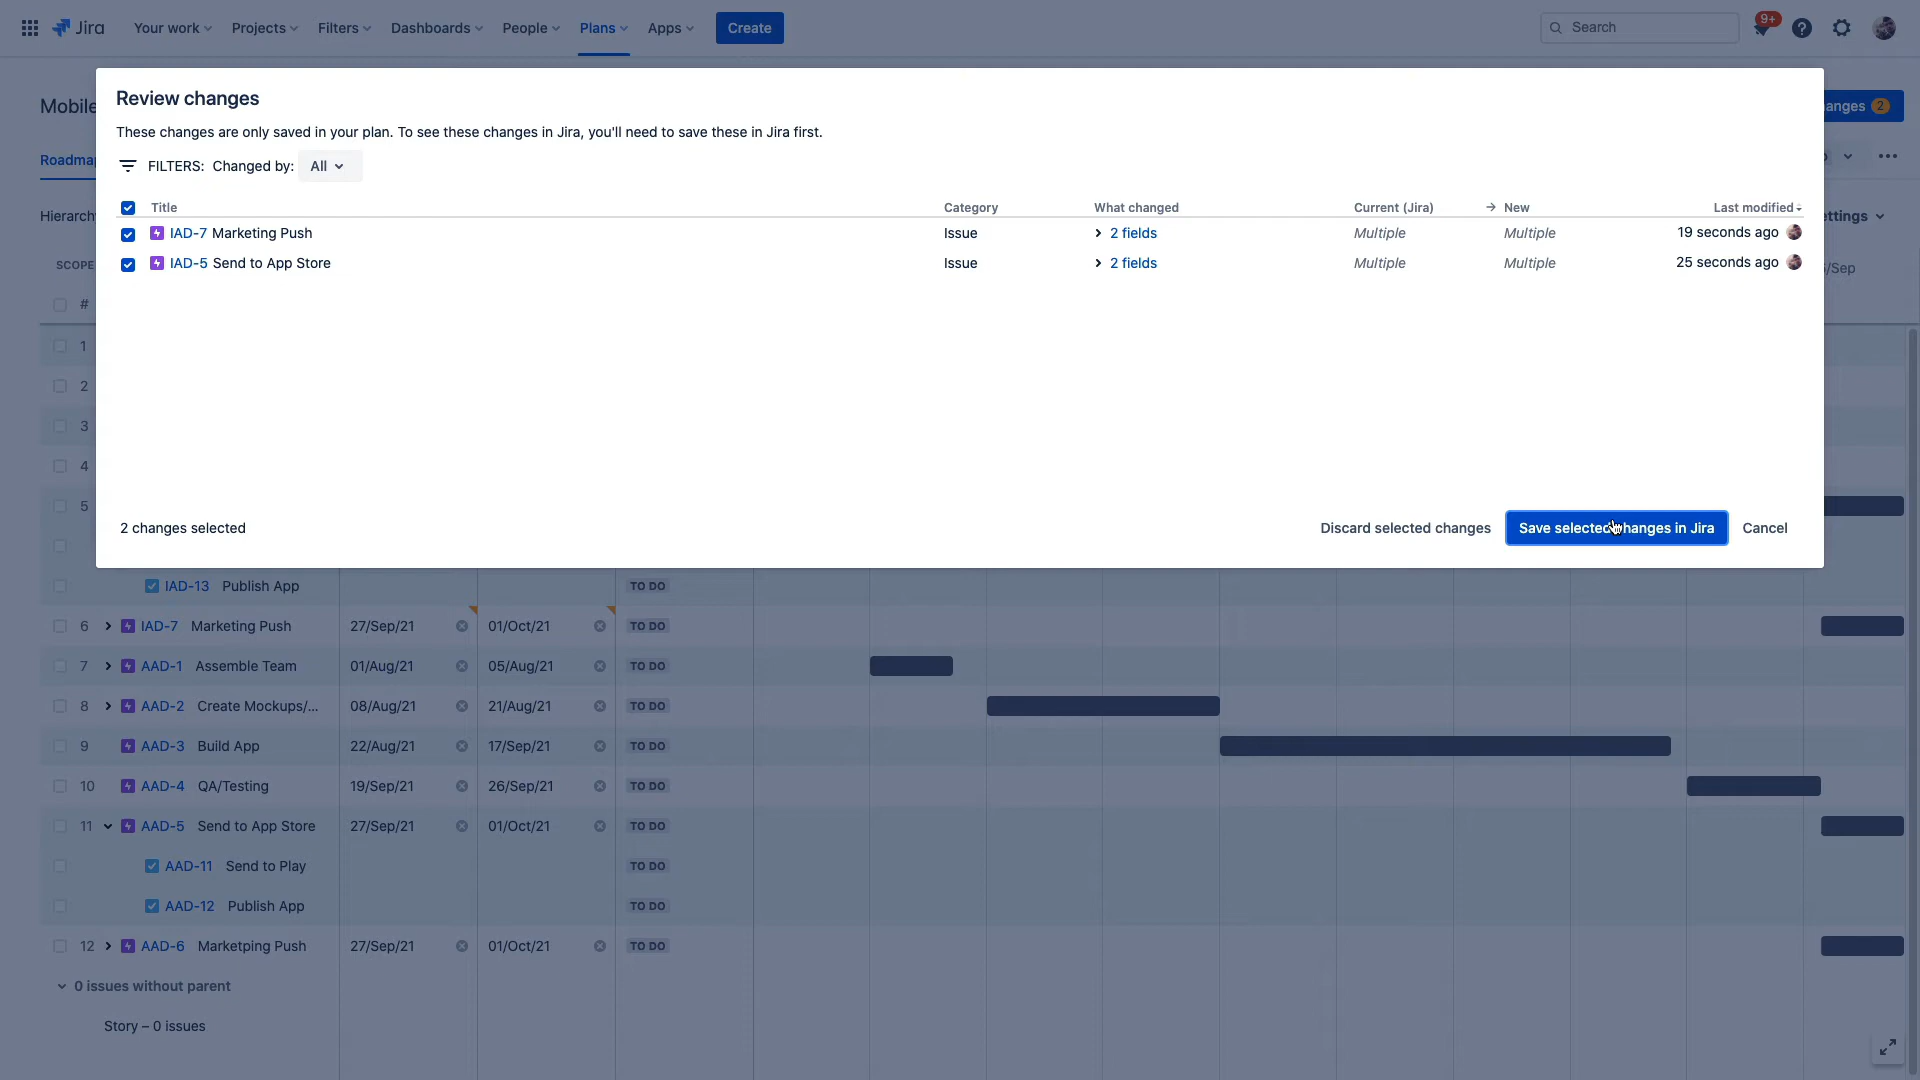 Jira Your work Projects Filters Dashboards People Plans Apps Create Search 9+
Mobile
anges 2
Review changes
These changes are only saved in your plan. To see these changes in Jira, you'll need to save these in Jira first.
Roadma
FILTERS: Changed by: All
Title Category What changed Current (Jira) → New Last modified
Hierarch
ettings
IAD-7 Marketing Push Issue 2 fields Multiple Multiple 19 seconds ago
SCOPE
IAD-5 Send to App Store Issue 2 fields Multiple Multiple 25 seconds ago
/Sep
#
1
2
3
4
5
2 changes selected Discard selected changes Save selected changes in Jira Cancel
IAD-13 Publish App TO DO
6 IAD-7 Marketing Push 27/Sep/21 01/Oct/21 TO DO
7 AAD-1 Assemble Team 01/Aug/21 05/Aug/21 TO DO
8 AAD-2 Create Mockups/... 08/Aug/21 21/Aug/21 TO DO
9 AAD-3 Build App 22/Aug/21 17/Sep/21 TO DO
10 AAD-4 QA/Testing 19/Sep/21 26/Sep/21 TO DO
11 AAD-5 Send to App Store 27/Sep/21 01/Oct/21 TO DO
AAD-11 Send to Play TO DO
AAD-12 Publish App TO DO
12 AAD-6 Marketping Push 27/Sep/21 01/Oct/21 TO DO
0 issues without parent
Story – 0 issues